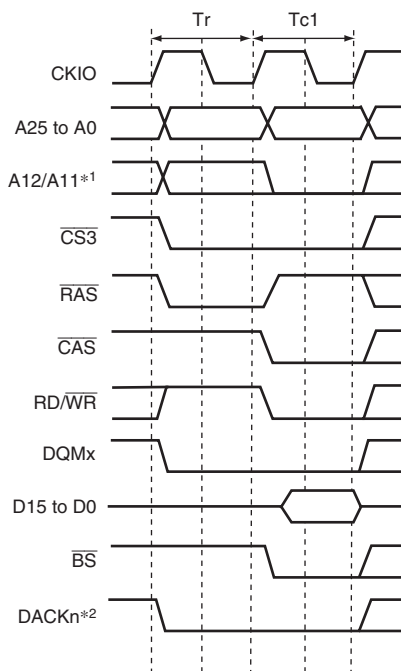 Tr Tc1
CKIO
A25 to A0
A12/A11*1
CS3
RAS
CAS
RD/WR
DQMx
D15 to D0
BS
DACKn*2